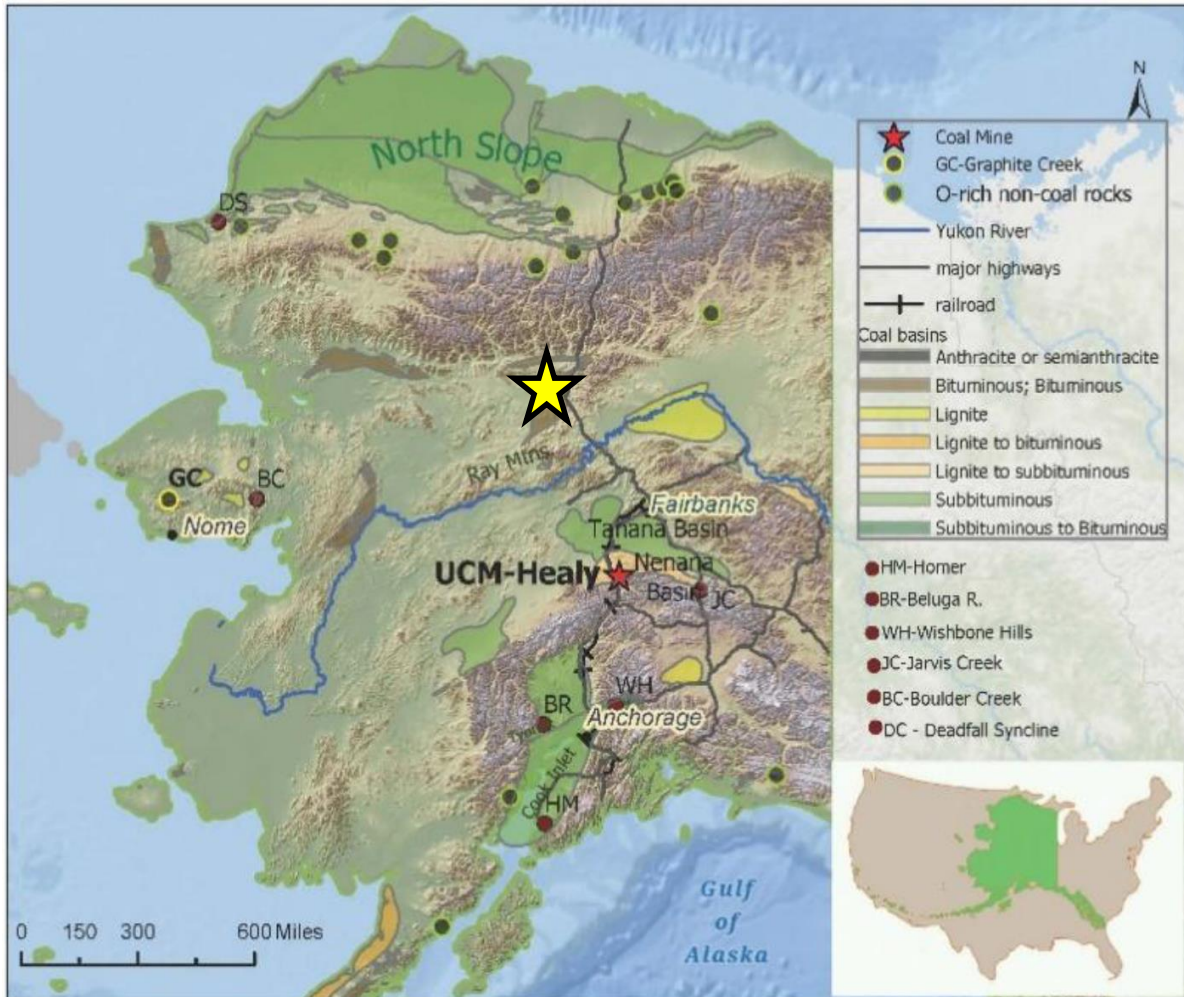 North Slope
DS
Ray Mtns
GC
BC
Nome
Fairbanks
Tanana Basin
UCM-Healy
Nenana
Basin
JC
BR
WH
Anchorage
Cook Inlet
HM
Gulf
of
Alaska
0 150 300 600 Miles
N
Coal Mine
GC-Graphite Creek
O-rich non-coal rocks
Yukon River
major highways
railroad
Coal basins
Anthracite or semianthracite
Bituminous; Bituminous
Lignite
Lignite to bituminous
Lignite to subbituminous
Subbituminous
Subbituminous to Bituminous
HM-Homer
BR-Beluga R.
WH-Wishbone Hills
JC-Jarvis Creek
BC-Boulder Creek
DC - Deadfall Syncline